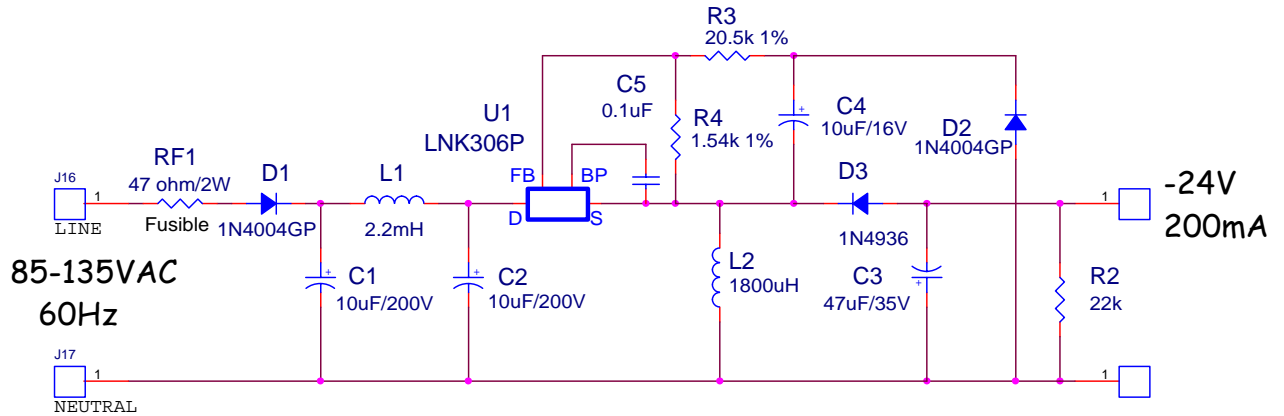 R3
20.5k 1%
C5
0.1uF
U1
LNK306P
R4
1.54k 1%
C4
10uF/16V
D2
1N4004GP
RF1
47 ohm/2W
Fusible
D1
1N4004GP
L1
2.2mH
FB
BP
D
S
D3
1N4936
J16
1
LINE
1
-24V
200mA
85-135VAC
60Hz
C1
10uF/200V
C2
10uF/200V
L2
1800uH
C3
47uF/35V
R2
22k
J17
1
NEUTRAL
1
+
+
+
+